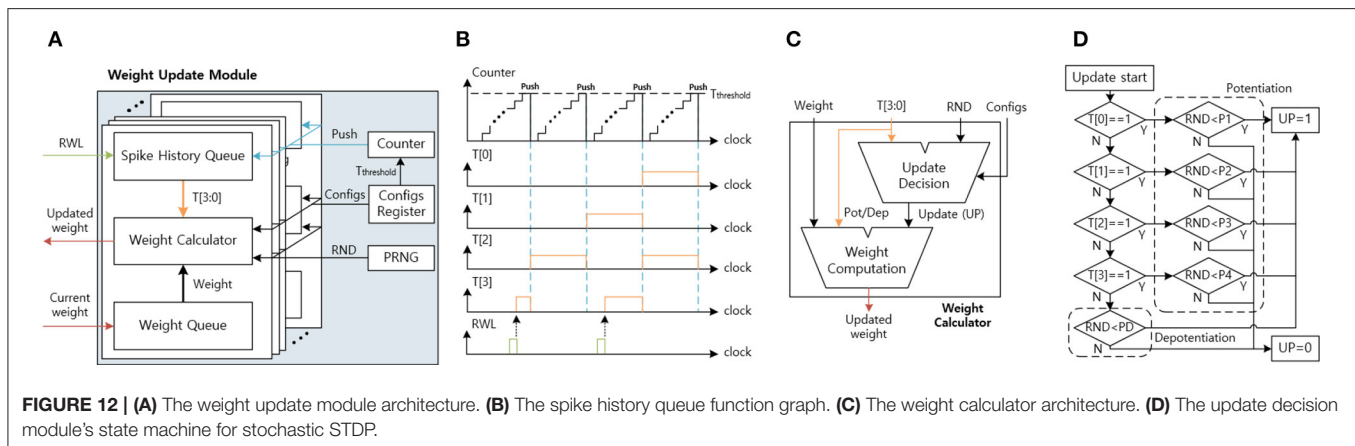 A
Weight Update Module
RWL
Spike History Queue
Push
Counter
Tthreshold
T[3:0]
Configs
Configs
Register
Updated
weight
Weight Calculator
RND
PRNG
Weight
Current
weight
Weight Queue
B
Counter
Push
Push
Push
Push
Tthreshold
clock
T[0]
clock
T[1]
clock
T[2]
clock
T[3]
clock
RWL
clock
C
Weight
T[3:0]
RND
Configs
Update
Decision
Pot/Dep
Update (UP)
Weight
Computation
Updated
weight
Weight
Calculator
D
Update start
Potentiation
T[0]==1
Y
RND<P1
Y
UP=1
N
N
T[1]==1
Y
RND<P2
Y
N
N
T[2]==1
Y
RND<P3
Y
N
N
T[3]==1
Y
RND<P4
Y
N
N
RND<PD
Y
N
Depotentiation
UP=0
FIGURE 12 | (A) The weight update module architecture. (B) The spike history queue function graph. (C) The weight calculator architecture. (D) The update decision
module's state machine for stochastic STDP.